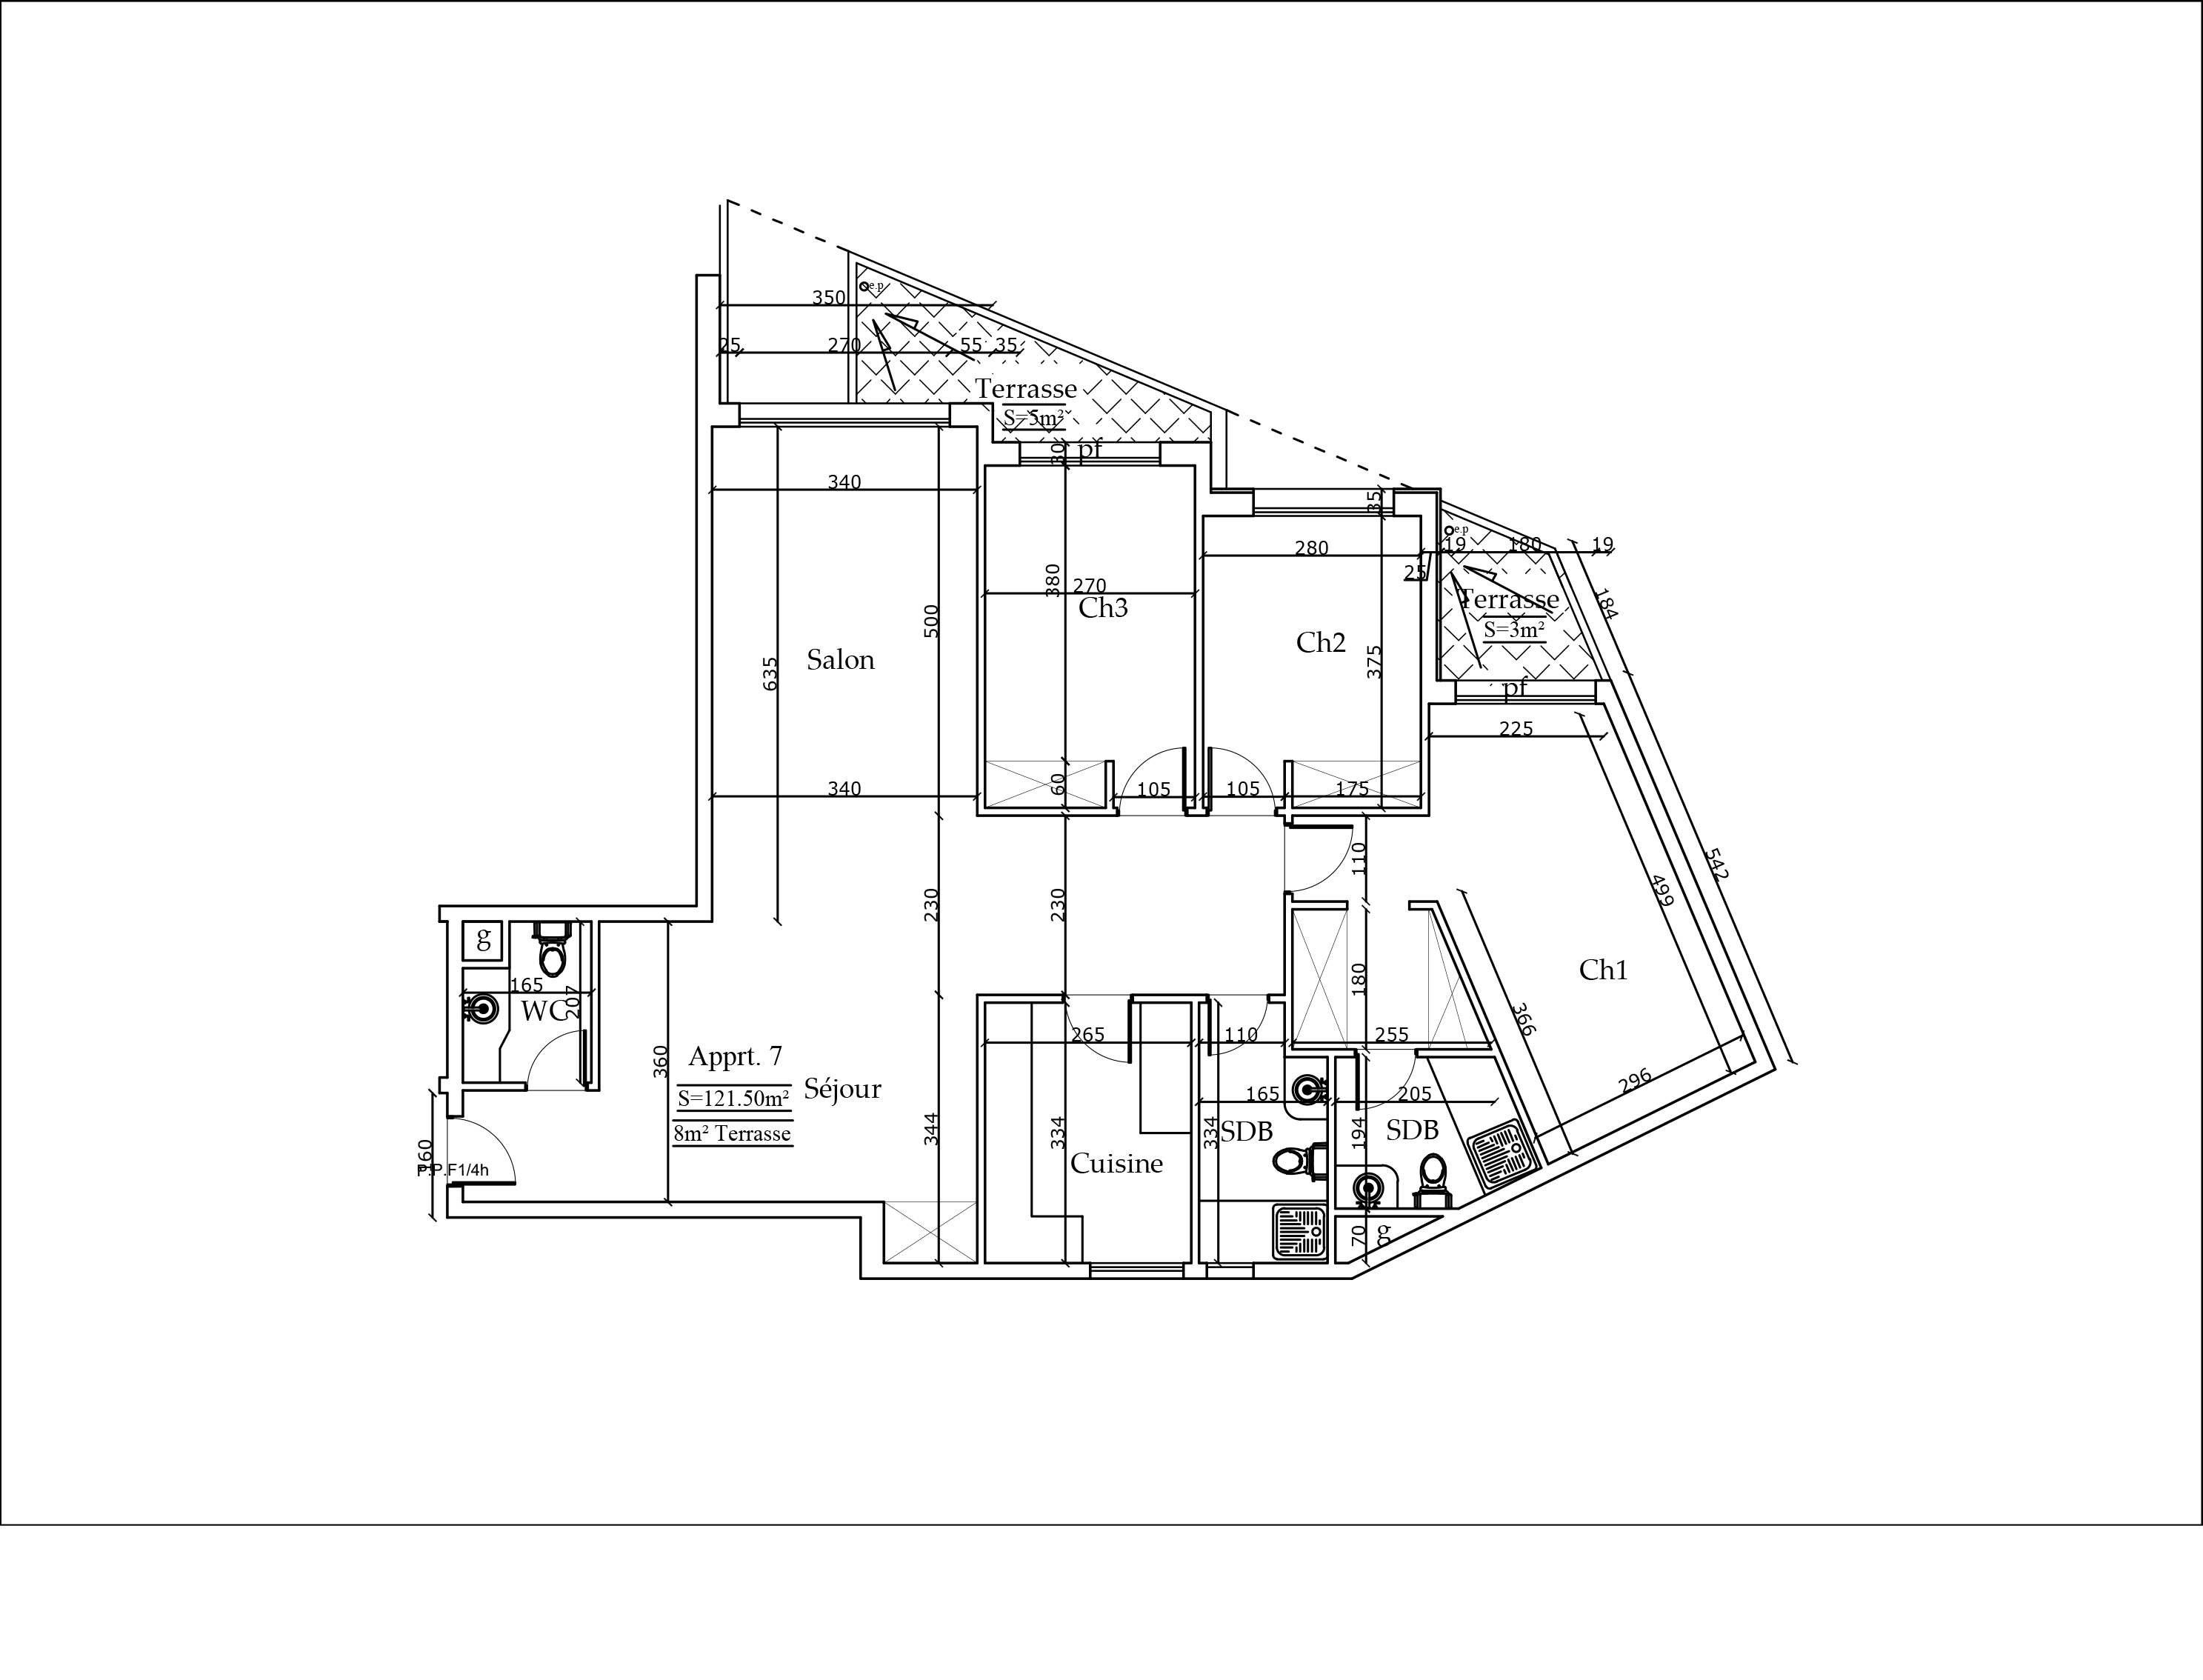 e.p
350
25
270
55
35
Terrasse
S=5m²
30
pf
340
35
e.p
280
19
180
19
25
380
270
Ch3
184
Terrasse
S=3m²
500
Ch2
Salon
635
375
pf
225
340
60
105
105
175
110
542
499
230
230
g
165
207
WC
180
Ch1
366
265
110
255
Apprt. 7
360
Séjour
S=121.50m²
8m² Terrasse
344
334
165
334
SDB
205
194
SDB
296
160
P.P.F1/4h
Cuisine
70
g